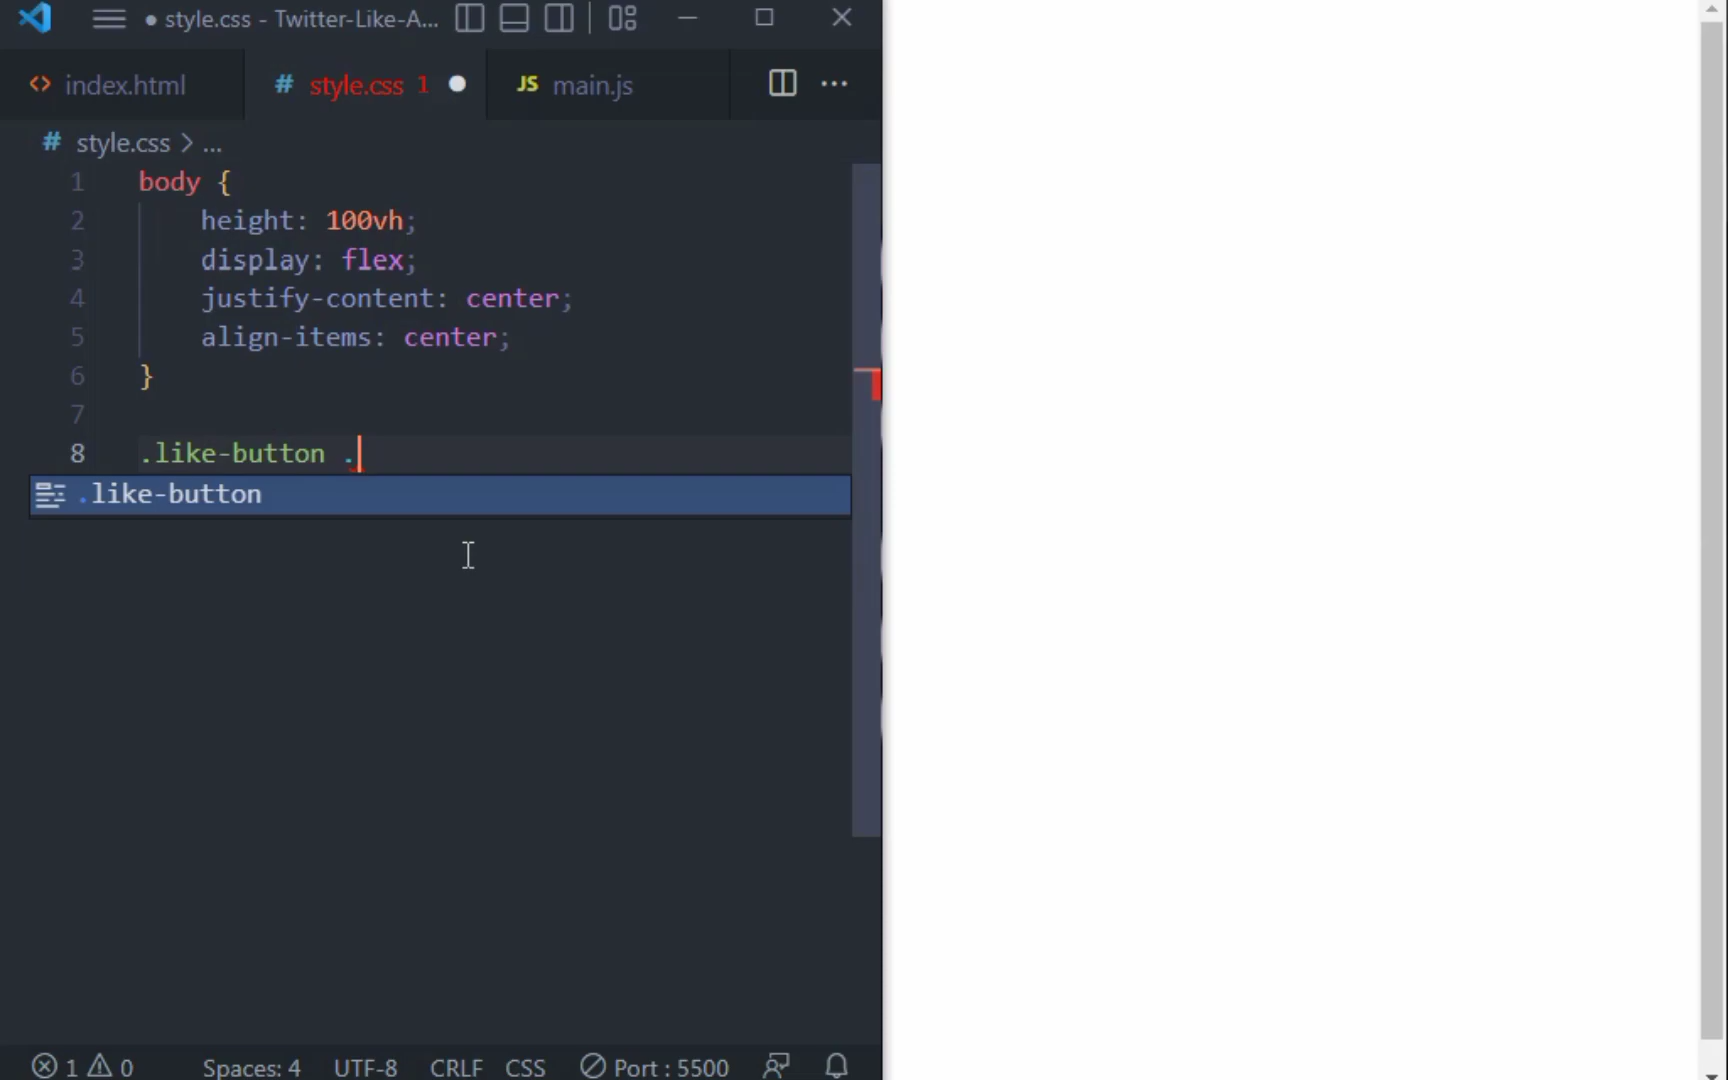 ● style.css - Twitter-Like-A...
index.html
# style.css 1
JS main.js
# style.css > ...
1 body {
2 height: 100vh;
3 display: flex;
4 justify-content: center;
5 align-items: center;
6 }
7
8 .like-button .
.like-button
1 0 Spaces: 4 UTF-8 CRLF CSS Port : 5500